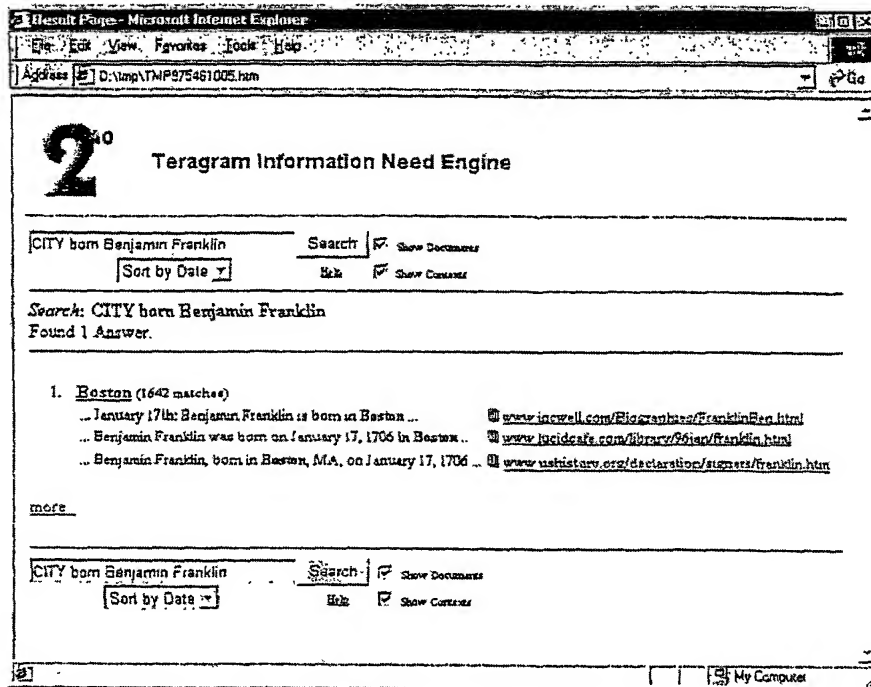 Result Page - Microsoft Internet Explorer
File Edit View Favorites Tools Help
Address D:\tmp\TMP975461005.htm Go
2.0
Teragram Information Need Engine
CITY born Benjamin Franklin Search Show Documents
Sort by Date Help Show Contexts
Search: CITY born Benjamin Franklin
Found 1 Answer.
1. Boston (1642 matches)
... January 17th: Benjamin Franklin is born in Boston ... www.incwell.com/Biographies/FranklinBen.html
... Benjamin Franklin was born on January 17, 1706 in Boston .. www.lucidcafe.com/library/96jan/franklin.html
... Benjamin Franklin, born in Boston, MA, on January 17, 1706 ... www.ushistory.org/declaration/signers/franklin.htm
more
CITY born Benjamin Franklin Search Show Documents
Sort by Date Help Show Contexts
My Computer